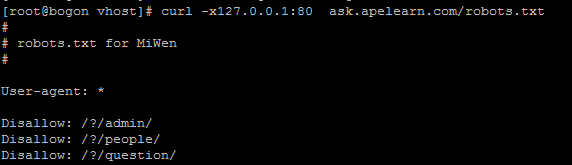 [root@bogon vhost]# curl -x127.0.0.1:80  ask.apelearn.com/robots.txt
#
# robots.txt for MiWen
#
User-agent: *
Disallow: /?/admin/
Disallow: /?/people/
Disallow: /?/question/